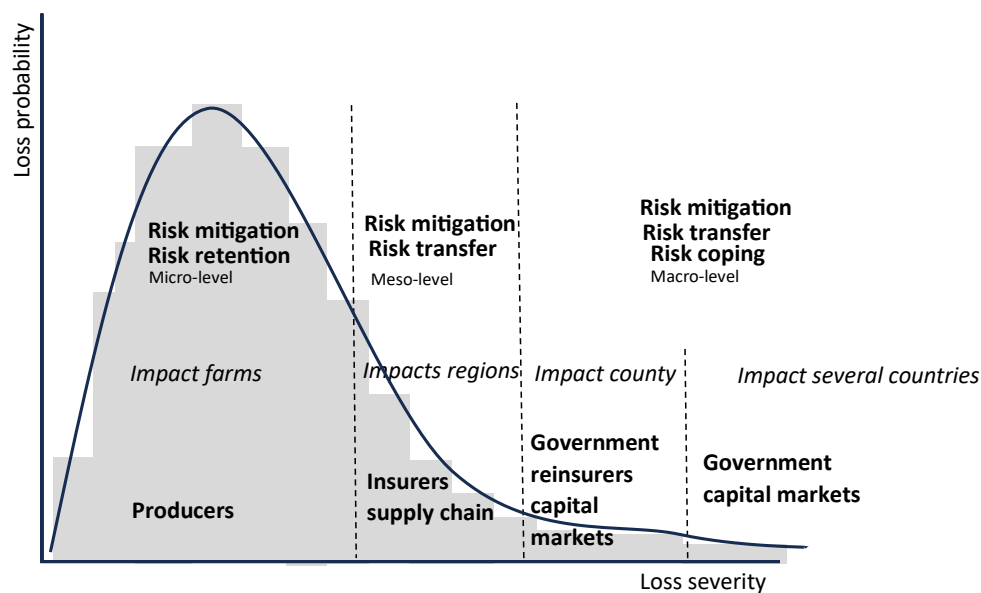 Loss probability
Risk mitigation
Risk retention
Micro-level
Risk mitigation
Risk transfer
Meso-level
Risk mitigation
Risk transfer
Risk coping
Macro-level
Impact farms
Impacts regions
Impact county
Impact several countries
Producers
Insurers
supply chain
Government
reinsurers
capital
markets
Government
capital markets
Loss severity